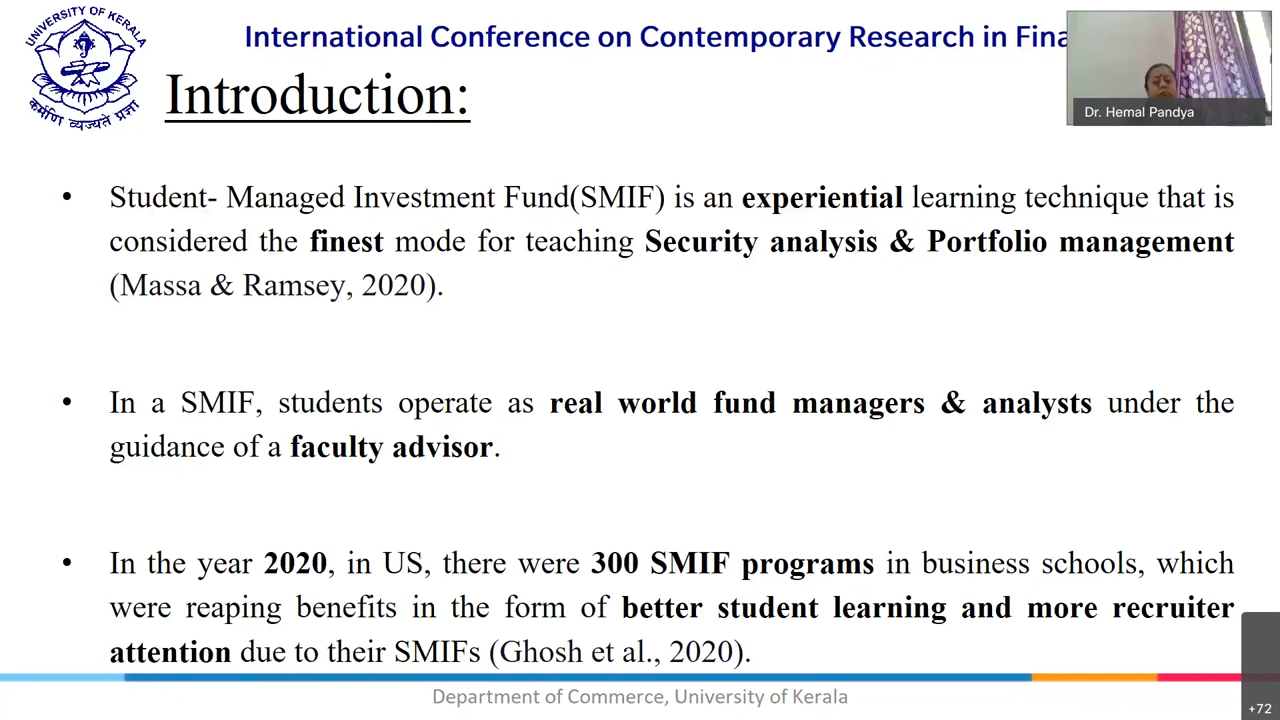 UNIVERSITY OF KERALA
कर्मणि व्यज्यते प्रज्ञा
International Conference on Contemporary Research in Fina
Dr. Hemal Pandya
Introduction:
• Student- Managed Investment Fund(SMIF) is an experiential learning technique that is
considered the finest mode for teaching Security analysis & Portfolio management
(Massa & Ramsey, 2020).
• In a SMIF, students operate as real world fund managers & analysts under the
guidance of a faculty advisor.
• In the year 2020, in US, there were 300 SMIF programs in business schools, which
were reaping benefits in the form of better student learning and more recruiter
attention due to their SMIFs (Ghosh et al., 2020).
Department of Commerce, University of Kerala
+72